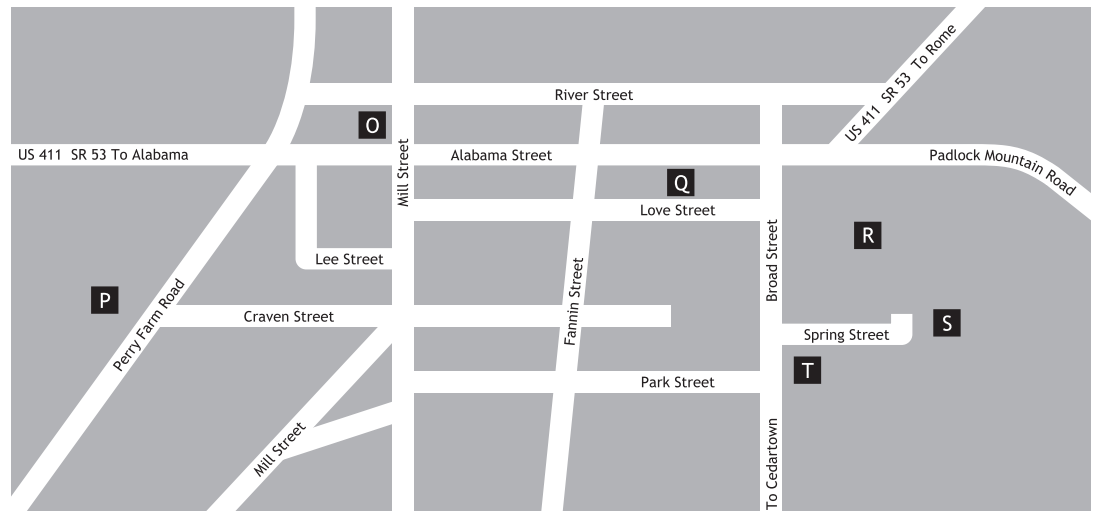 US 411 SR 53 To Rome
River Street
O
US 411 SR 53 To Alabama
Mill Street
Alabama Street
Padlock Mountain Road
Q
Love Street
R
Broad Street
Lee Street
P
Perry Farm Road
Craven Street
Fannin Street
S
Spring Street
T
Park Street
Mill Street
To Cedartown